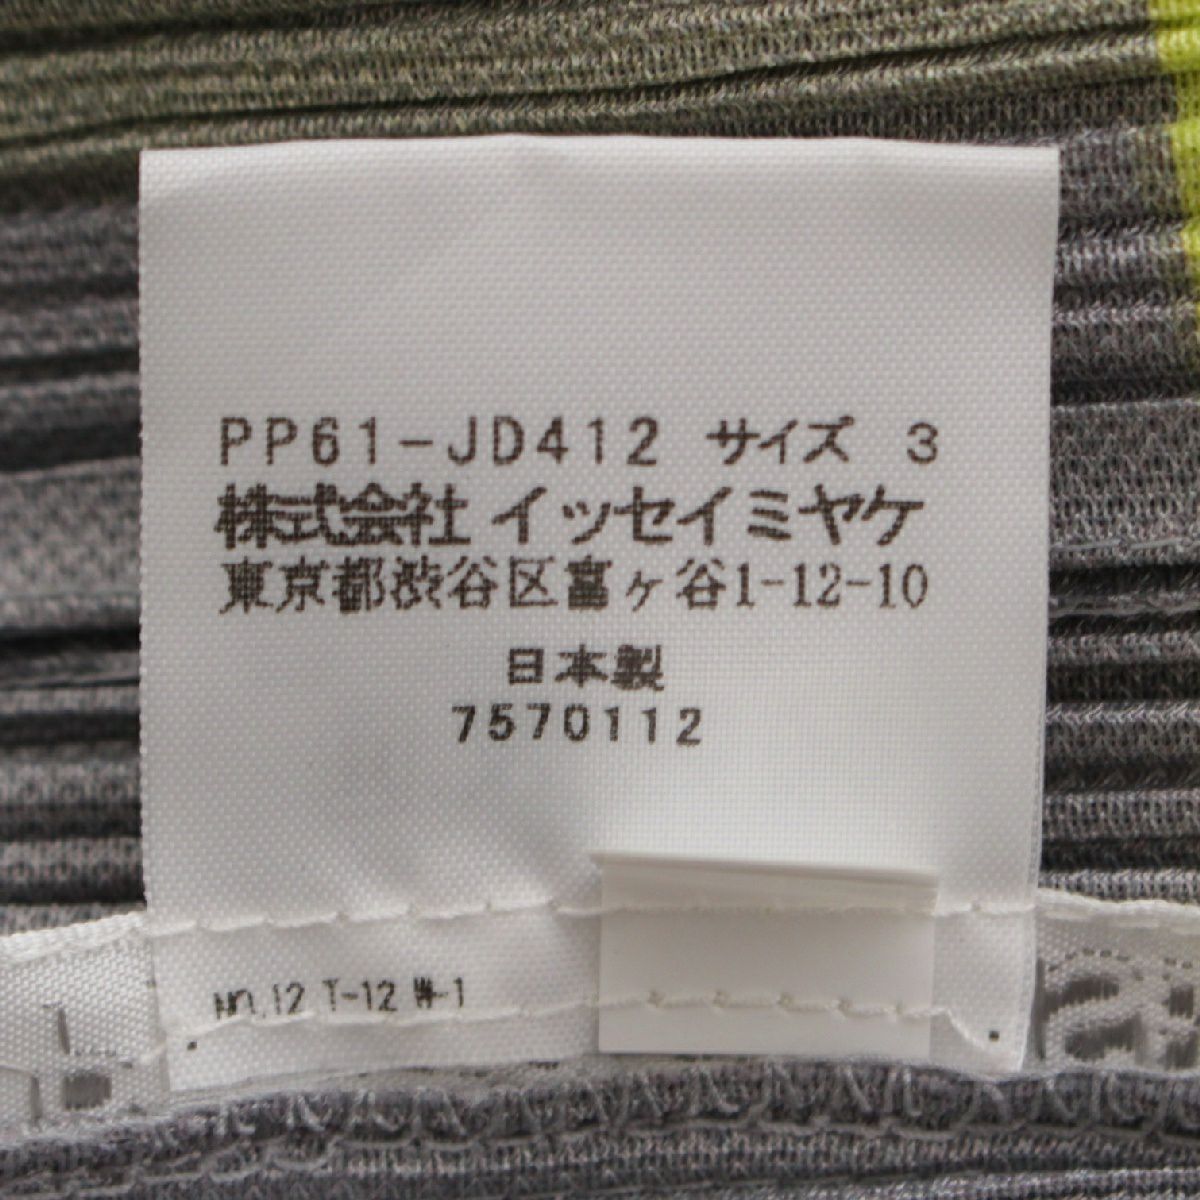 PP61-JD412 サイズ 3
株式会社 イッセイミヤケ
東京都渋谷区富ヶ谷1-12-10
日本製
7570112
NO.12 T-12 W-1